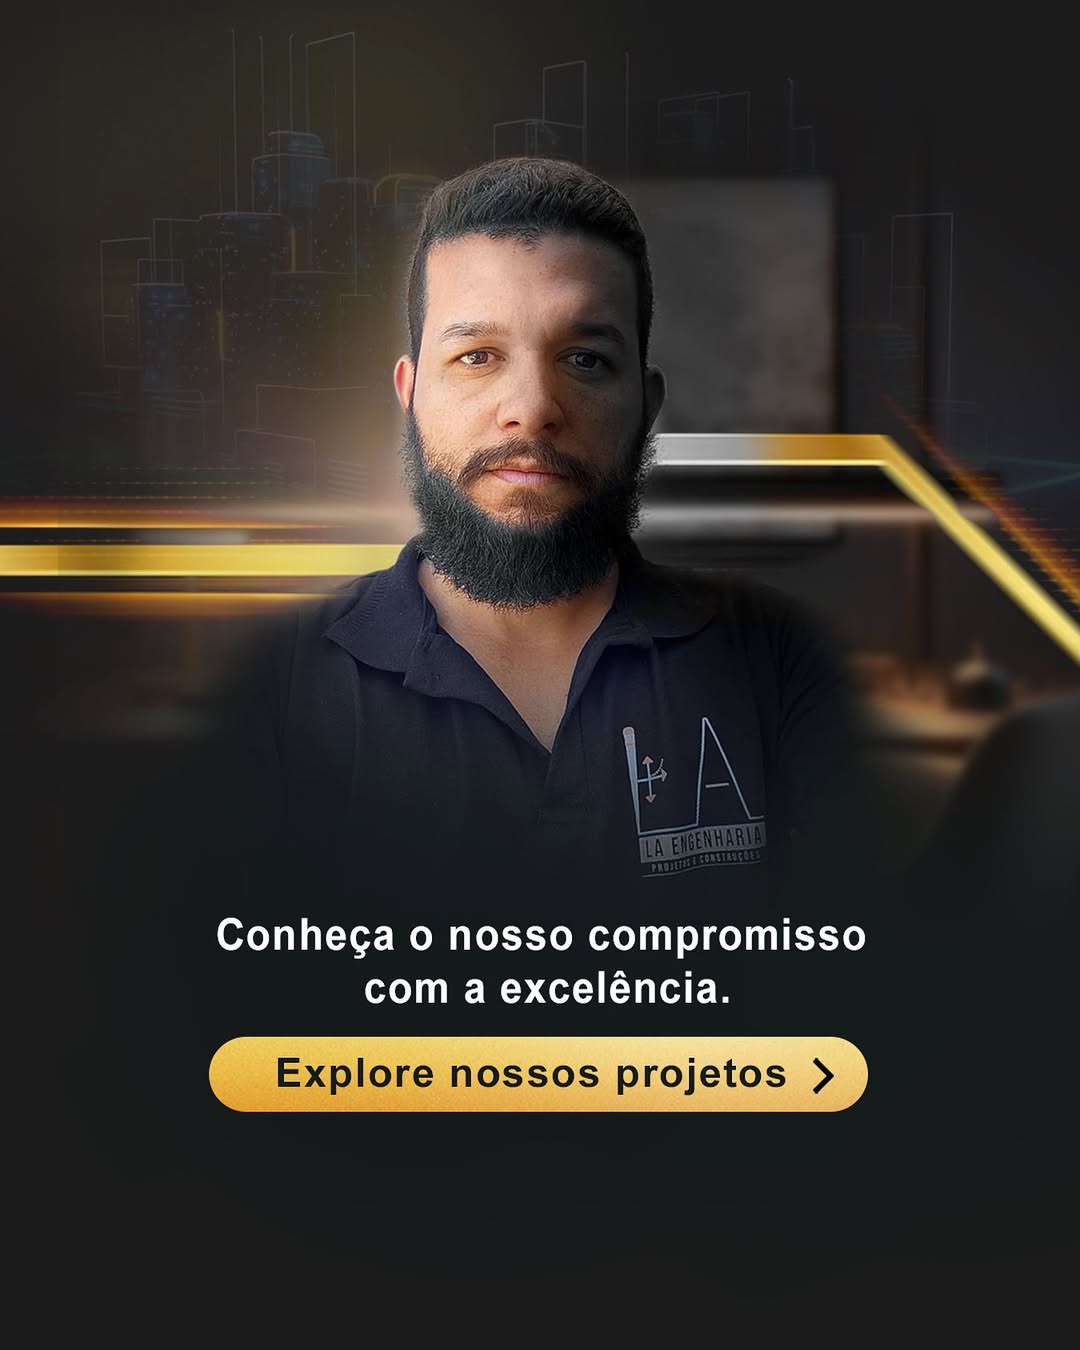 LA
LA ENGENHARIA
PROJETOS E CONSTRUÇÕES
Conheça o nosso compromisso
com a excelência.
Explore nossos projetos